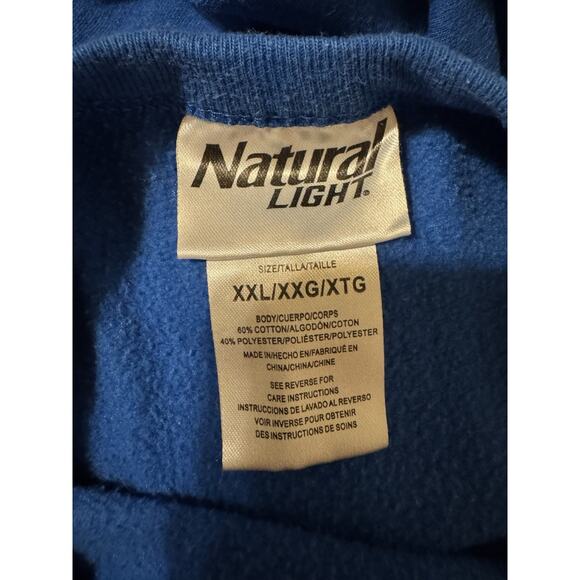 Natural
LIGHT®
SIZE/TALLA/TAILLE
XXL/XXG/XTG
BODY/CUERPO/CORPS
60% COTTON/ALGODÓN/COTON
40% POLYESTER/POLIÉSTER/POLYESTER
MADE IN/HECHO EN/FABRIQUÉ EN
CHINA/CHINA/CHINE
SEE REVERSE FOR
CARE INSTRUCTIONS
INSTRUCCIONES DE LAVADO AL REVERSO
VOIR INVERSE POUR OBTENIR
DES INSTRUCTIONS DE SOINS